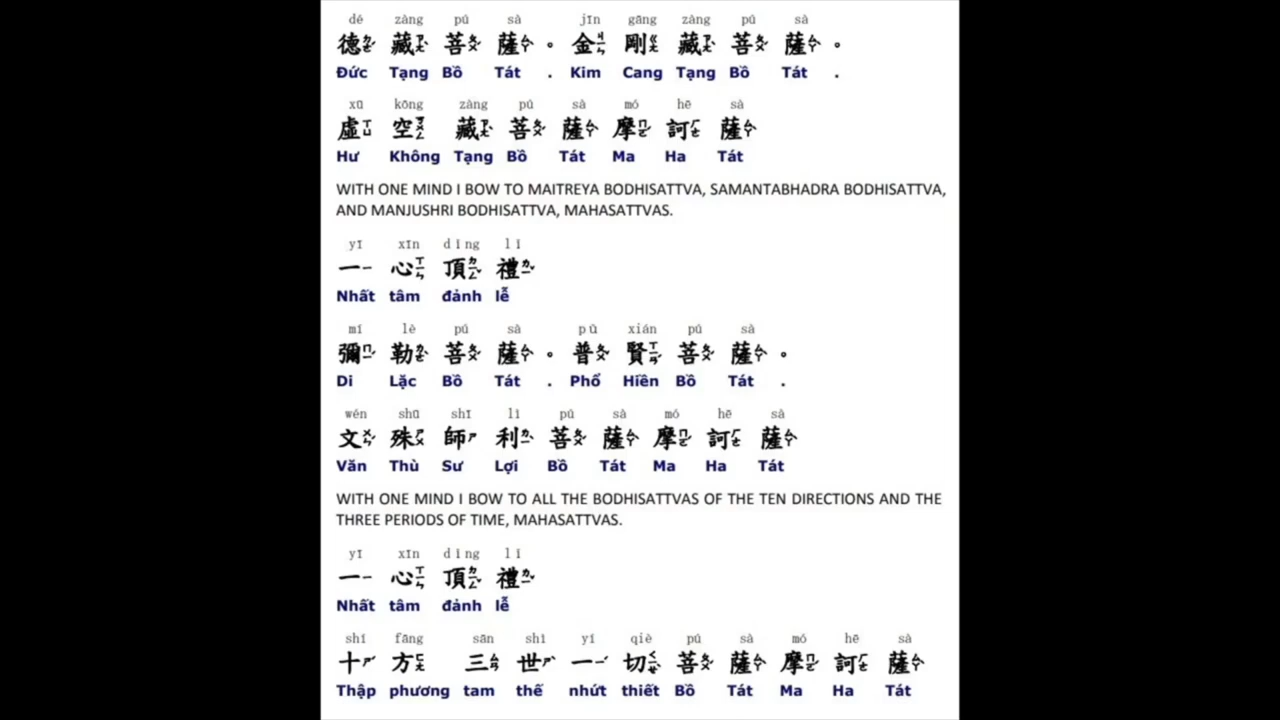 dé zàng pú sà jīn gāng zàng pú sà
德藏菩薩。金剛藏菩薩。
Đức Tạng Bồ Tát . Kim Cang Tạng Bồ Tát .
xū kōng zàng pú sà mó hē sà
虛空藏菩薩摩訶薩
Hư Không Tạng Bồ Tát Ma Ha Tát
WITH ONE MIND I BOW TO MAITREYA BODHISATTVA, SAMANTABHADRA BODHISATTVA,
AND MANJUSHRI BODHISATTVA, MAHASATTVAS.
yī xīn dǐng lǐ
一心頂禮
Nhất tâm đảnh lễ
mí lè pú sà pǔ xián pú sà
彌勒菩薩。普賢菩薩。
Di Lặc Bồ Tát . Phổ Hiền Bồ Tát .
wén shū shī lì pú sà mó hē sà
文殊師利菩薩摩訶薩
Văn Thù Sư Lợi Bồ Tát Ma Ha Tát
WITH ONE MIND I BOW TO ALL THE BODHISATTVAS OF THE TEN DIRECTIONS AND THE
THREE PERIODS OF TIME, MAHASATTVAS.
yī xīn dǐng lǐ
一心頂禮
Nhất tâm đảnh lễ
shí fāng sān shì yí qiè pú sà mó hē sà
十方三世一切菩薩摩訶薩
Thập phương tam thế nhứt thiết Bồ Tát Ma Ha Tát